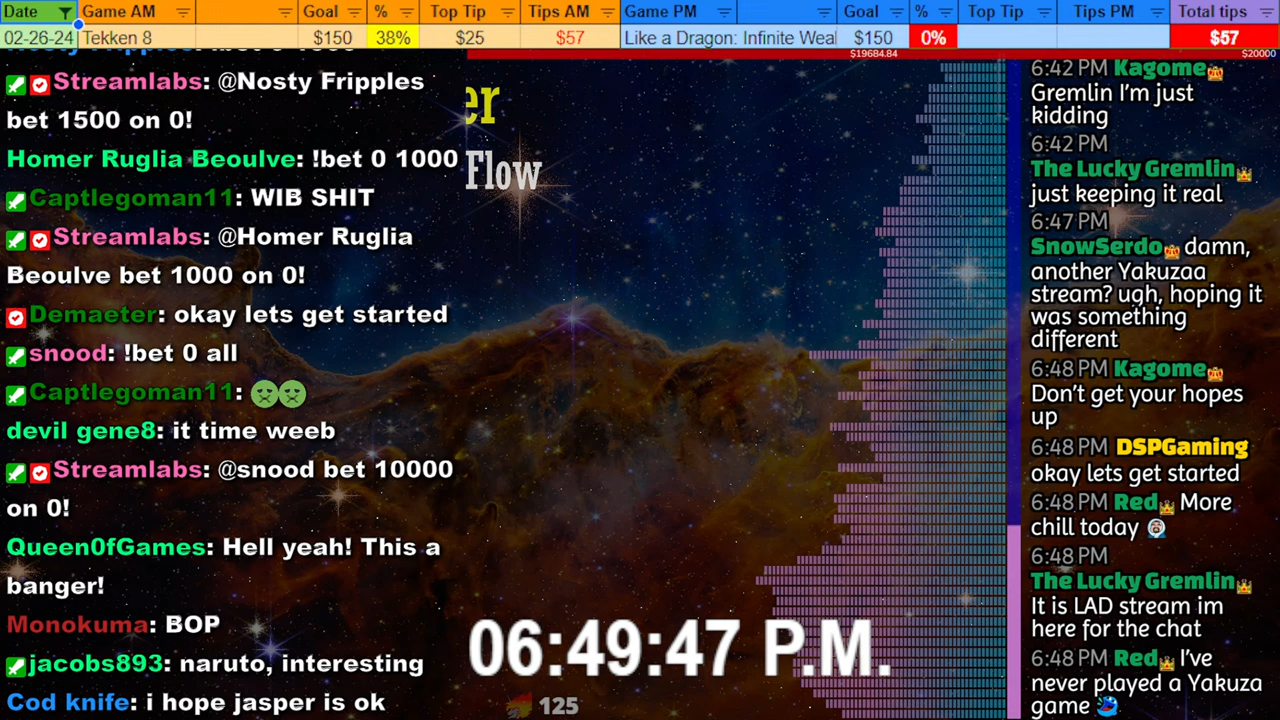 Date Game AM Goal % Top Tip Tips AM Game PM Goal % Top Tip Tips PM Total tips
02-26-24 Tekken 8 $150 38% $25 $57 Like a Dragon: Infinite Weal $150 0% $57
$19684.84 $20000
Streamlabs: @Nosty Fripples
bet 1500 on 0!
Homer Ruglia Beoulve: !bet 0 1000
Captlegoman11: WIB SHIT
Streamlabs: @Homer Ruglia
Beoulve bet 1000 on 0!
Demaeter: okay lets get started
snood: !bet 0 all
Captlegoman11:
devil gene8: it time weeb
Streamlabs: @snood bet 10000
on 0!
Queen0fGames: Hell yeah! This a
banger!
Monokuma: BOP
jacobs893: naruto, interesting
Cod knife: i hope jasper is ok
er
Flow
06:49:47 P.M.
125
6:42 PM Kagome
Gremlin I'm just
kidding
6:42 PM
The Lucky Gremlin
just keeping it real
6:47 PM
SnowSerdo damn,
another Yakuzaa
stream? ugh, hoping it
was something
different
6:48 PM Kagome
Don't get your hopes
up
6:48 PM DSPGaming
okay lets get started
6:48 PM Red More
chill today
6:48 PM
The Lucky Gremlin
It is LAD stream im
here for the chat
6:48 PM Red I've
never played a Yakuza
game